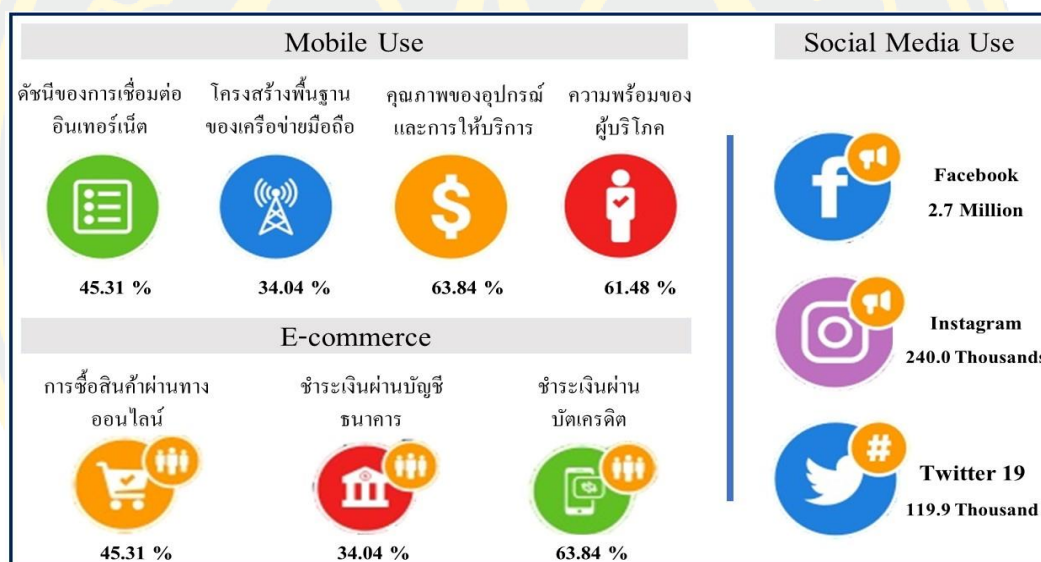 Mobile Use
ดัชนีของการเชื่อมต่อ
อินเทอร์เน็ต
45.31 %
โครงสร้างพื้นฐาน
ของเครือข่ายมือถือ
34.04 %
คุณภาพของอุปกรณ์
และการให้บริการ
63.84 %
ความพร้อมของ
ผู้บริโภค
61.48 %
E-commerce
การซื้อสินค้าผ่านทาง
ออนไลน์
45.31 %
ชำระเงินผ่านบัญชี
ธนาคาร
34.04 %
ชำระเงินผ่าน
บัตเครดิต
63.84 %
Social Media Use
Facebook
2.7 Million
Instagram
240.0 Thousands
Twitter 19
119.9 Thousand